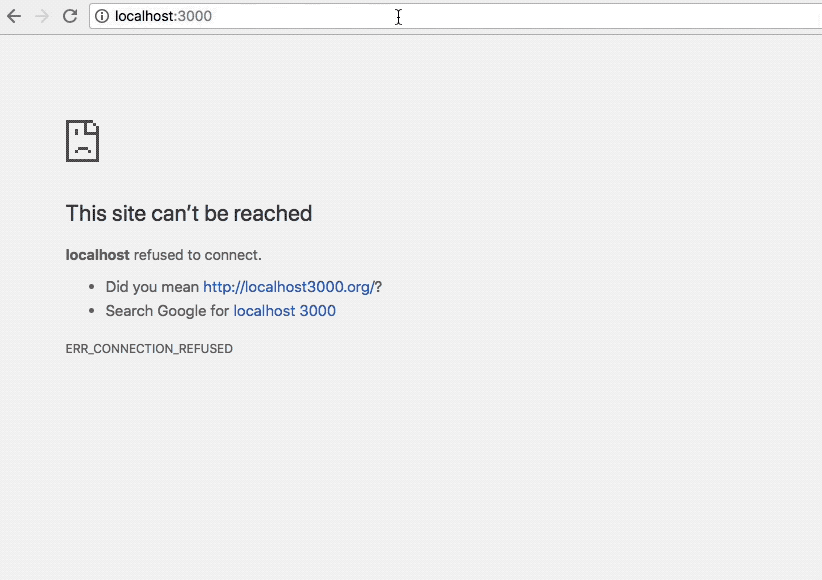 localhost:3000
This site can’t be reached
localhost refused to connect.
• Did you mean http://localhost3000.org/?
• Search Google for localhost 3000
ERR_CONNECTION_REFUSED